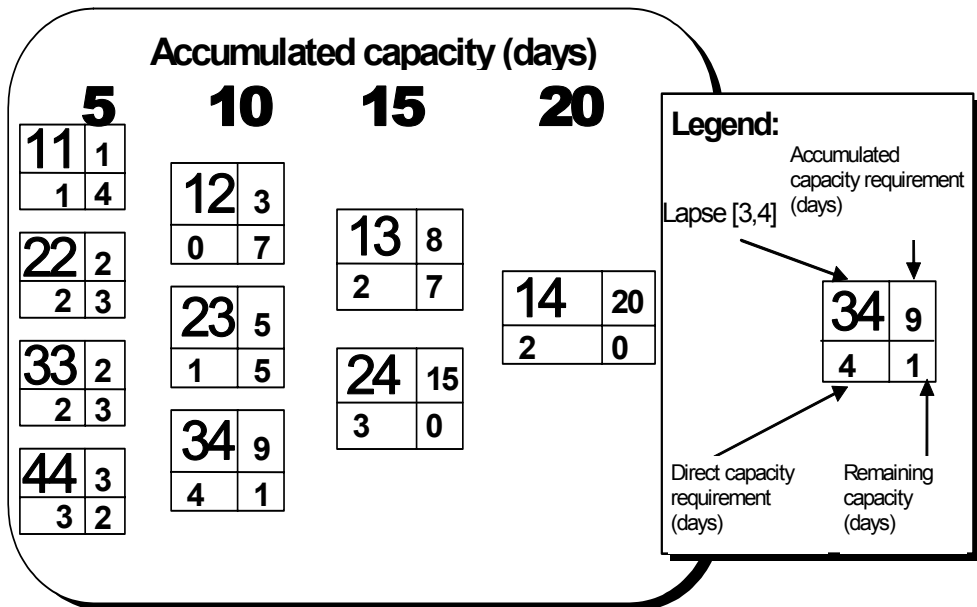 Accumulated capacity (days)
5 10 15 20
11 1
1 4
22 2
2 3
33 2
2 3
44 3
3 2
12 3
0 7
23 5
1 5
34 9
4 1
13 8
2 7
24 15
3 0
14 20
2 0
Legend:
Accumulated
capacity requirement
(days)
Lapse [3,4]
34 9
4 1
Direct capacity
requirement
(days)
Remaining
capacity
(days)